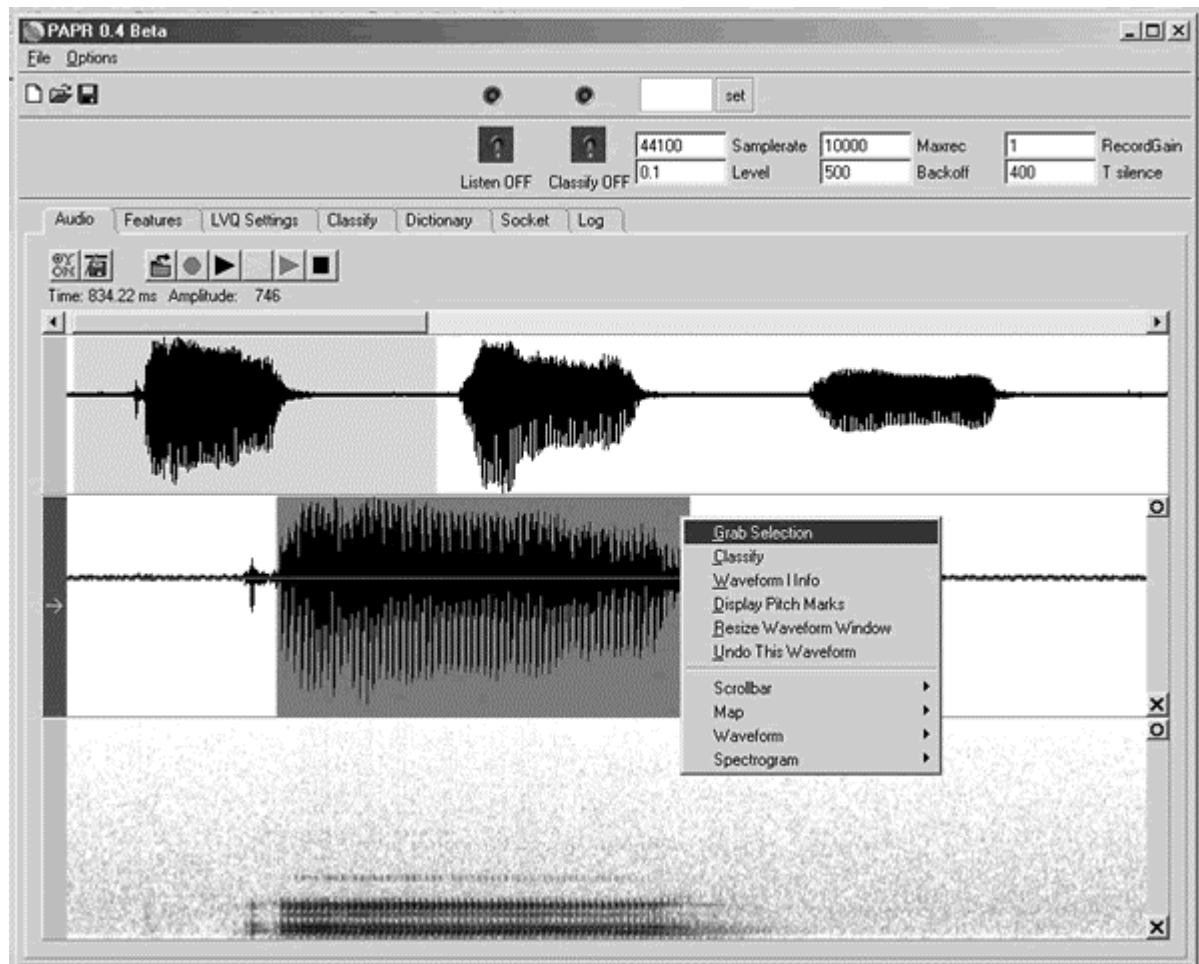 PAPR 0.4 Beta
File Options
set
44100 Samplerate 10000 Maxrec 1 RecordGain
Listen OFF Classify OFF 0.1 Level 500 Backoff 400 T silence
Audio Features LVQ Settings Classify Dictionary Socket Log
Time: 834.22 ms Amplitude: 746
Grab Selection
Classify
Waveform I Info
Display Pitch Marks
Resize Waveform Window
Undo This Waveform
Scrollbar
Map
Waveform
Spectrogram